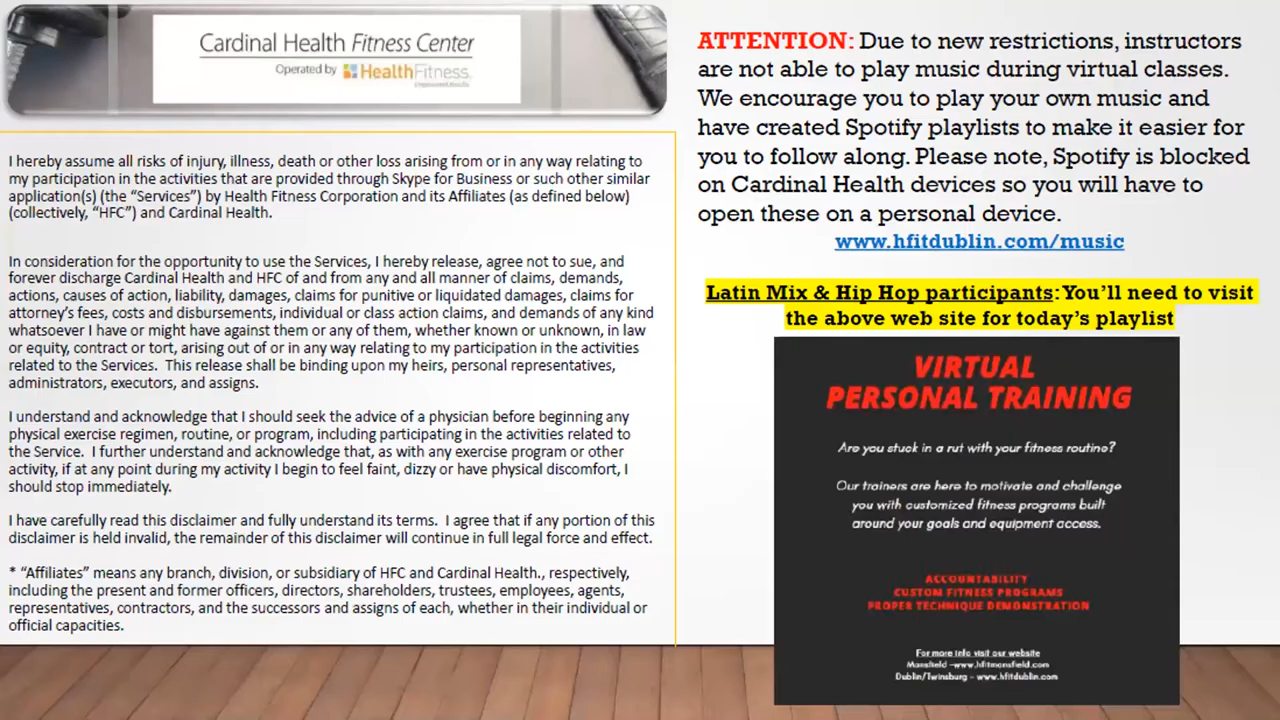 Cardinal Health Fitness Center
Operated by HealthFitness.
I hereby assume all risks of injury, illness, death or other loss arising from or in any way relating to
my participation in the activities that are provided through Skype for Business or such other similar
application(s) (the “Services”) by Health Fitness Corporation and its Affiliates (as defined below)
(collectively, “HFC”) and Cardinal Health.
In consideration for the opportunity to use the Services, I hereby release, agree not to sue, and
forever discharge Cardinal Health and HFC of and from any and all manner of claims, demands,
actions, causes of action, liability, damages, claims for punitive or liquidated damages, claims for
attorney’s fees, costs and disbursements, individual or class action claims, and demands of any kind
whatsoever I have or might have against them or any of them, whether known or unknown, in law
or equity, contract or tort, arising out of or in any way relating to my participation in the activities
related to the Services. This release shall be binding upon my heirs, personal representatives,
administrators, executors, and assigns.
I understand and acknowledge that I should seek the advice of a physician before beginning any
physical exercise regimen, routine, or program, including participating in the activities related to
the Service. I further understand and acknowledge that, as with any exercise program or other
activity, if at any point during my activity I begin to feel faint, dizzy or have physical discomfort, I
should stop immediately.
I have carefully read this disclaimer and fully understand its terms. I agree that if any portion of this
disclaimer is held invalid, the remainder of this disclaimer will continue in full legal force and effect.
* “Affiliates” means any branch, division, or subsidiary of HFC and Cardinal Health., respectively,
including the present and former officers, directors, shareholders, trustees, employees, agents,
representatives, contractors, and the successors and assigns of each, whether in their individual or
official capacities.
ATTENTION: Due to new restrictions, instructors
are not able to play music during virtual classes.
We encourage you to play your own music and
have created Spotify playlists to make it easier for
you to follow along. Please note, Spotify is blocked
on Cardinal Health devices so you will have to
open these on a personal device.
www.hfitdublin.com/music
Latin Mix & Hip Hop participants: You’ll need to visit
the above web site for today’s playlist
VIRTUAL
PERSONAL TRAINING
Are you stuck in a rut with your fitness routine?
Our trainers are here to motivate and challenge
you with customized fitness programs built
around your goals and equipment access.
ACCOUNTABILITY
CUSTOM FITNESS PROGRAMS
PROPER TECHNIQUE DEMONSTRATION
For more info visit our website
Mansfield –www.hfitmansfield.com
Dublin/Twinsburg – www.hfitdublin.com